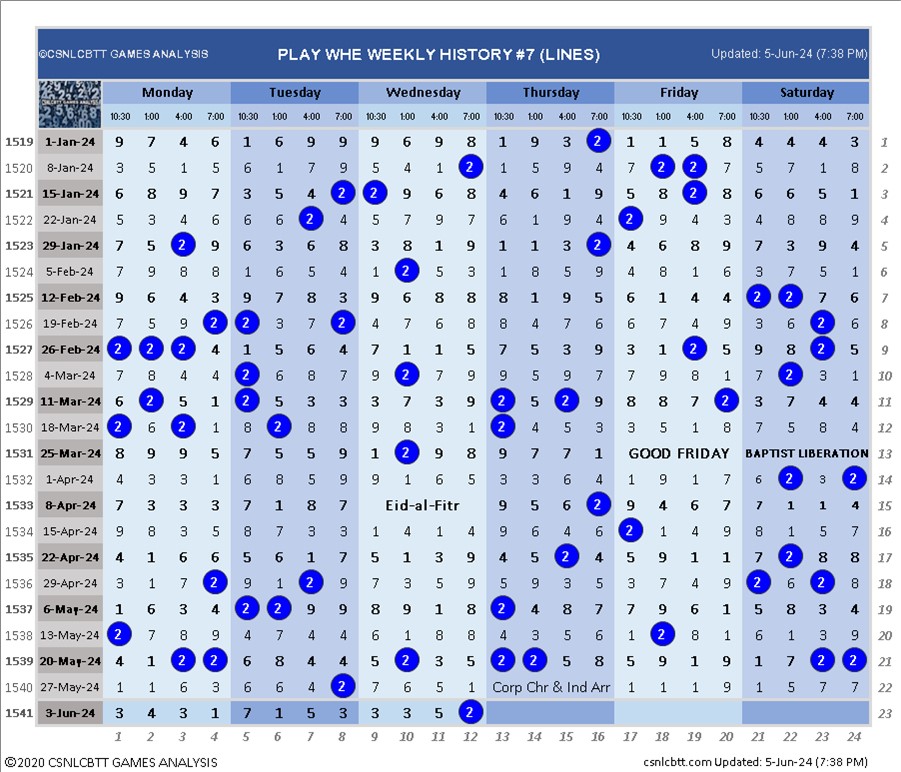 ©CSNLCBTT GAMES ANALYSIS PLAY WHE WEEKLY HISTORY #7 (LINES) Updated: 5-Jun-24 (7:38 PM)
Monday Tuesday Wednesday Thursday Friday Saturday
10:30 1:00 4:00 7:00 10:30 1:00 4:00 7:00 10:30 1:00 4:00 7:00 10:30 1:00 4:00 7:00 10:30 1:00 4:00 7:00 10:30 1:00 4:00 7:00
1519 1-Jan-24 9 7 4 6 1 6 9 9 9 6 9 8 1 9 3 2 1 1 5 8 4 4 4 3 1
1520 8-Jan-24 3 5 1 5 6 1 7 9 5 4 1 2 1 5 9 4 7 2 2 7 5 7 1 8 2
1521 15-Jan-24 6 8 9 7 3 5 4 2 2 9 6 8 4 6 1 9 5 8 2 8 6 6 5 1 3
1522 22-Jan-24 5 3 4 6 6 6 2 4 5 7 9 7 6 1 9 4 2 9 4 3 4 8 8 9 4
1523 29-Jan-24 7 5 2 9 6 3 6 8 3 8 1 9 1 1 3 2 4 6 8 9 7 3 9 4 5
1524 5-Feb-24 7 9 8 8 1 6 5 4 1 2 5 3 1 8 5 9 4 8 1 6 3 7 5 1 6
1525 12-Feb-24 9 6 4 3 9 7 8 3 9 6 8 8 8 1 9 5 6 1 4 4 2 2 7 6 7
1526 19-Feb-24 7 5 9 2 2 3 7 2 4 7 6 8 8 4 7 6 6 7 4 9 3 6 2 6 8
1527 26-Feb-24 2 2 2 4 1 5 6 4 7 1 1 5 7 5 3 9 3 1 2 5 9 8 2 5 9
1528 4-Mar-24 7 8 4 4 2 6 8 7 9 2 7 9 9 5 9 7 7 9 8 1 7 2 3 1 10
1529 11-Mar-24 6 2 5 1 2 5 3 3 3 7 3 9 2 5 2 9 8 8 7 2 3 7 4 4 11
1530 18-Mar-24 2 6 2 1 8 2 8 8 9 8 3 1 2 4 5 3 3 5 1 8 7 5 8 4 12
1531 25-Mar-24 8 9 9 5 7 5 5 9 1 2 9 8 9 7 7 1 GOOD FRIDAY BAPTIST LIBERATION 13
1532 1-Apr-24 4 3 3 1 6 8 5 9 9 1 6 5 5 3 6 4 1 9 1 7 6 2 3 2 14
1533 8-Apr-24 7 3 3 3 7 1 8 7 Eid-al-Fitr 9 5 6 2 9 4 6 7 7 1 1 4 15
1534 15-Apr-24 9 8 3 5 8 7 3 3 1 4 1 4 9 6 4 6 2 1 4 9 8 1 5 7 16
1535 22-Apr-24 4 1 6 6 5 6 1 7 5 1 3 9 4 5 2 4 5 9 1 1 7 2 8 8 17
1536 29-Apr-24 3 1 7 2 9 1 2 9 7 3 5 9 5 9 3 5 3 7 4 9 2 6 2 8 18
1537 6-May-24 1 6 3 4 2 2 9 9 8 9 1 8 2 4 8 7 7 9 6 1 5 8 3 4 19
1538 13-May-24 2 7 8 9 4 7 4 4 6 1 8 8 4 3 5 6 1 2 8 1 6 1 3 9 20
1539 20-May-24 4 1 2 2 6 8 4 4 5 2 3 5 2 2 5 8 5 9 1 9 1 7 2 2 21
1540 27-May-24 1 1 6 3 6 6 4 2 7 6 5 1 Corp Chr & Ind Arr 1 1 1 9 1 5 7 7 22
1541 3-Jun-24 3 4 3 1 7 1 5 3 3 3 5 2 23
1 2 3 4 5 6 7 8 9 10 11 12 13 14 15 16 17 18 19 20 21 22 23 24
©2020 CSNLCBTT GAMES ANALYSIS csnlcbtt.com Updated: 5-Jun-24 (7:38 PM)